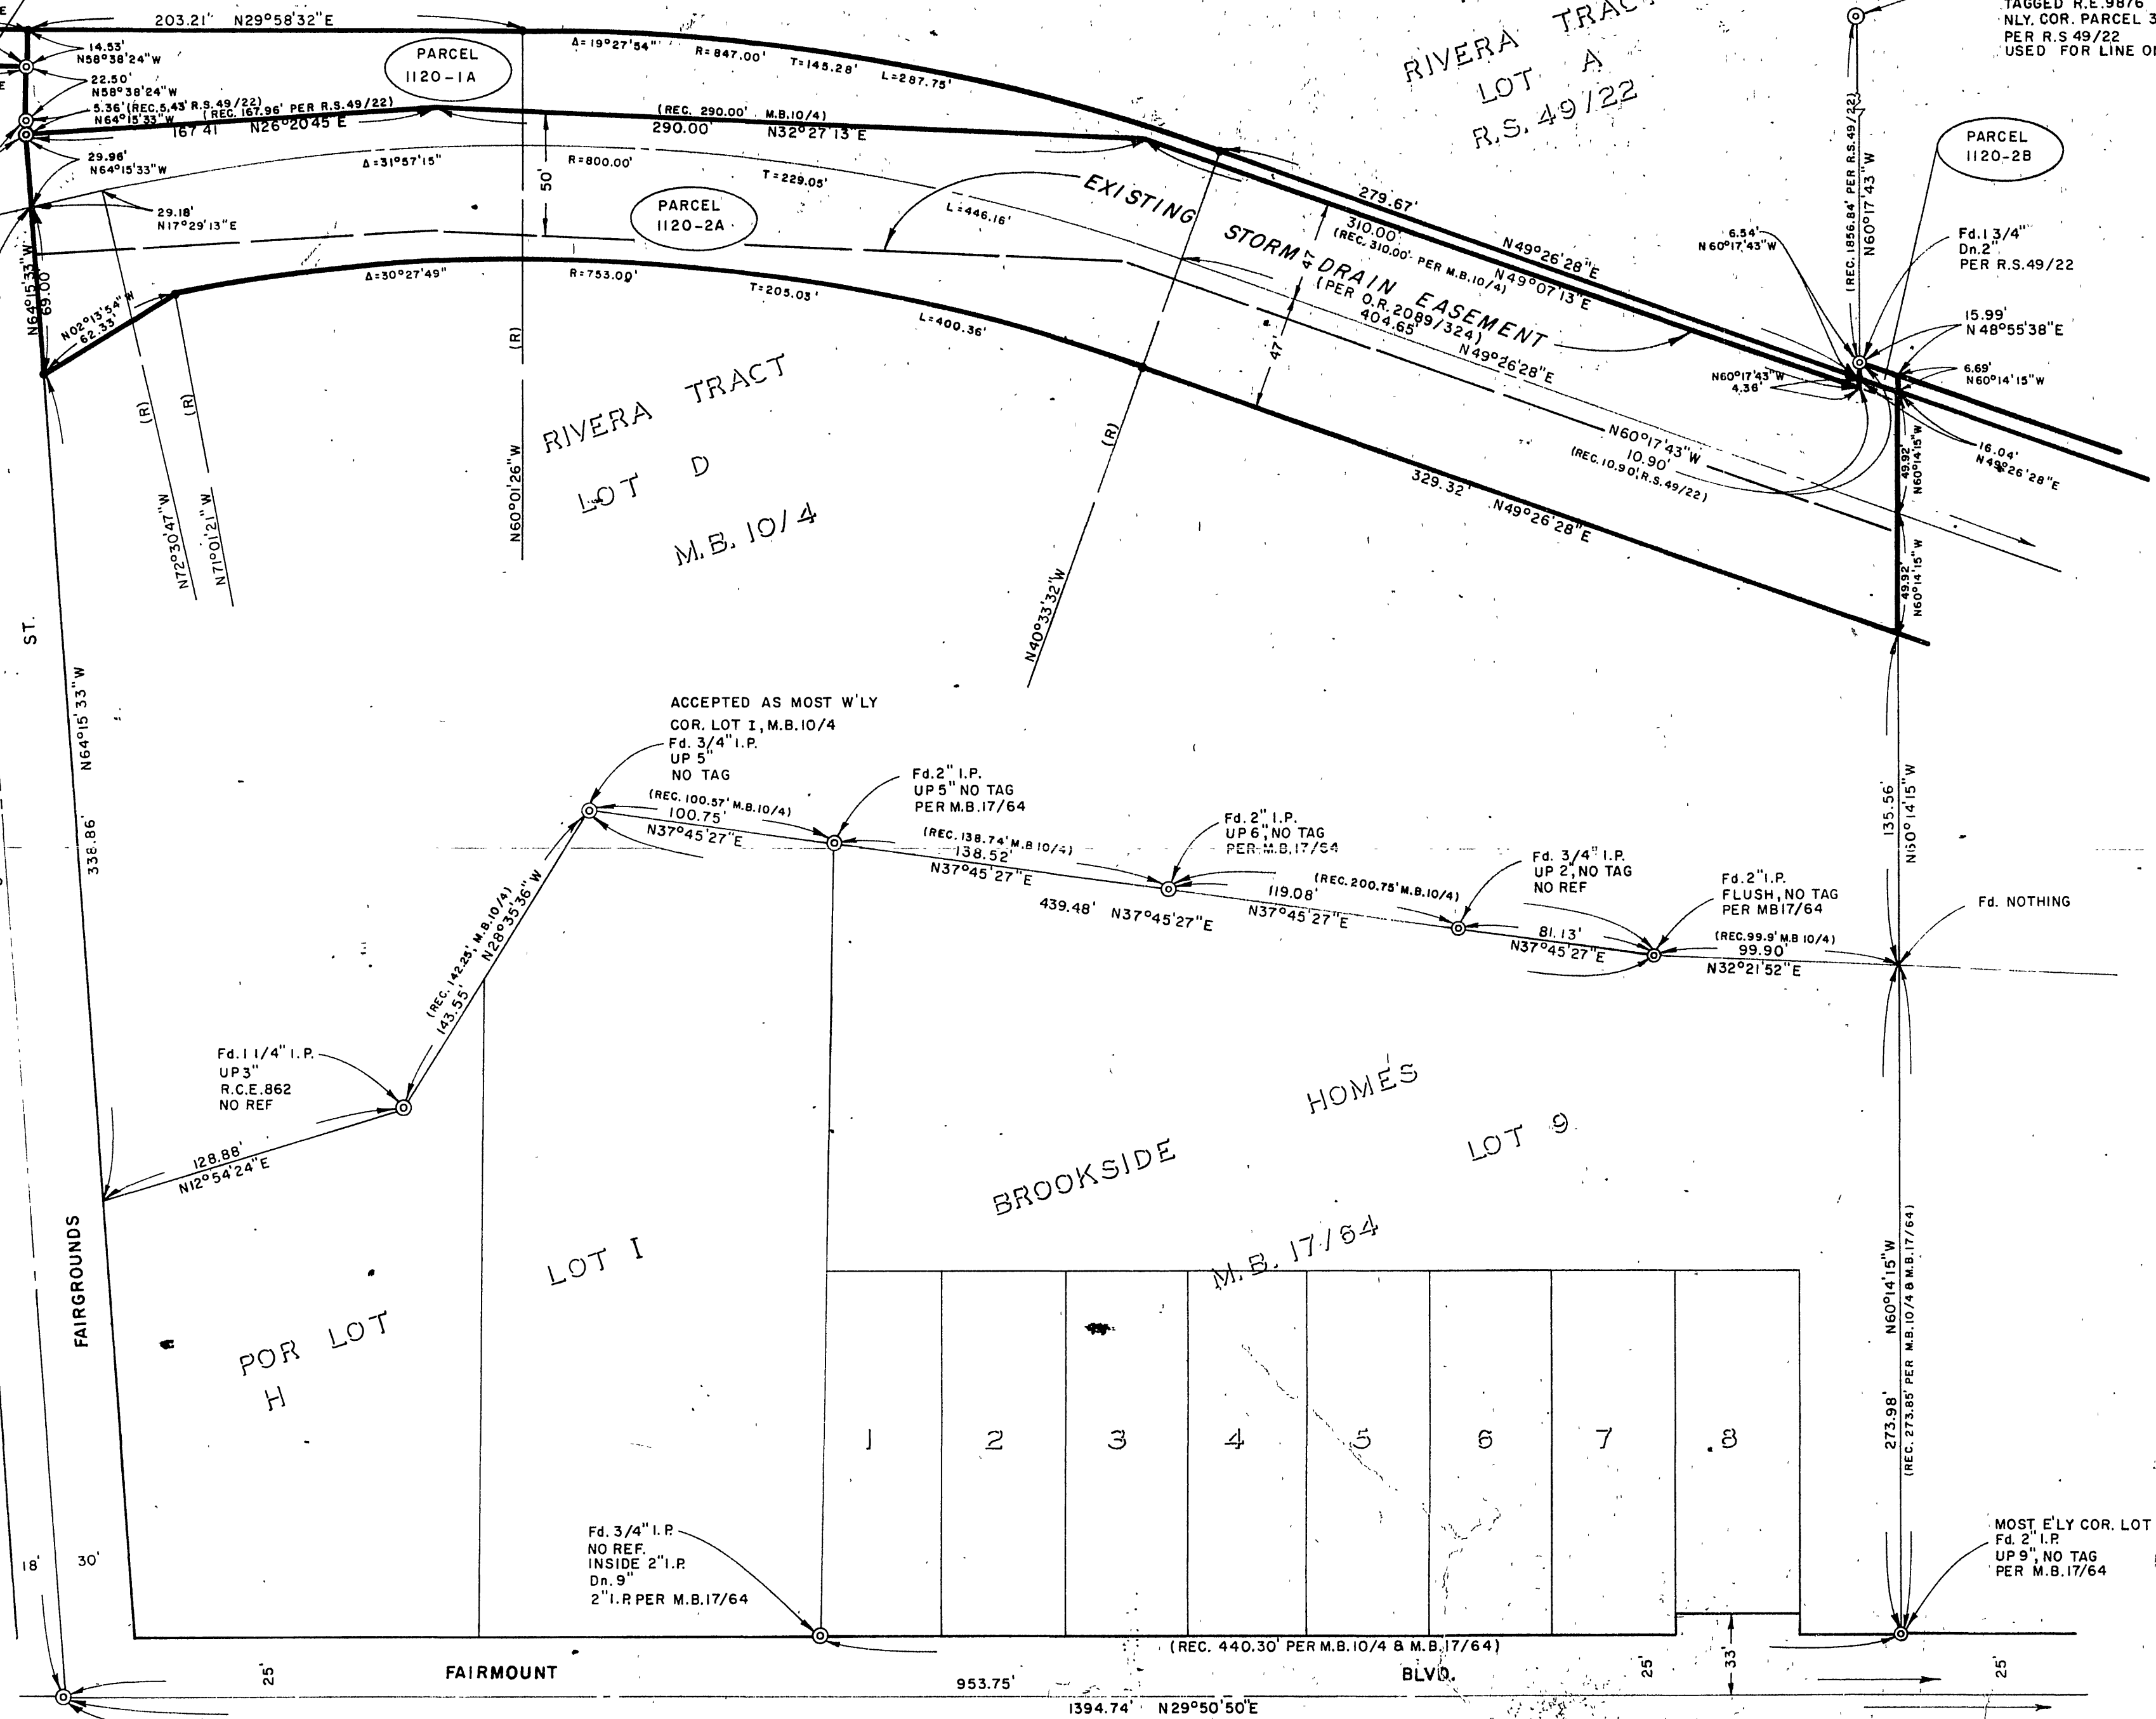 203.21' N29°58'32"E
Δ=19°27'54" R=847.00' T=145.28' L=287.75'
14.53'
N58°38'24"W
22.50'
N58°38'24"W
5.36' (REC. 5.43' R.S. 49/22)
N64°15'33"W (REC. 167.96' PER R.S. 49/22)
167.41 N26°20'45"E
PARCEL
1120-1A
(REC. 290.00' M.B. 10/4)
290.00' N32°27'13"E
29.96'
N64°15'33"W
Δ=31°57'15" R=800.00' T=229.05' L=446.16'
29.18'
N17°29'13"E
50'
PARCEL
1120-2A
EXISTING STORM DRAIN EASEMENT
(PER O.R. 2089/324)
404.65'
N49°26'28"E
RIVERA TRACT
LOT A
R.S. 49/22
TAGGED R.E. 9876
NLY. COR. PARCEL 3
PER R.S 49/22
USED FOR LINE
(REC. 1856.84' PER R.S. 49/22)
N60°17'43"W
PARCEL
1120-2B
279.67'
N49°26'28"E
310.00'
(REC. 310.00' PER M.B. 10/4)
N49°07'13"E
47'
47'
6.54'
N60°17'43"W
Fd. 1 3/4"
Dn. 2"
PER R.S. 49/22
15.99'
N 48°55'38"E
6.69'
N60°14'15"W
N60°17'43"W
4.36'
16.04'
N49°26'28"E
49.92'
N60°14'15"W
49.92'
N60°14'15"W
N60°17'43"W
10.90'
(REC. 10.90', R.S. 49/22)
329.32' N49°26'28"E
N64°15'33"W
69.00'
N02°13'54"W
62.33'
Δ=30°27'49" R=753.00' T=205.03' L=400.36'
(R)
(R)
(R)
(R)
N72°30'47"W
N71°01'21"W
N60°01'26"W
N40°33'32"W
RIVERA TRACT
LOT D
M.B. 10/4
ST.
N64°15'33"W
338.86'
ACCEPTED AS MOST W'LY
COR. LOT I, M.B. 10/4
Fd. 3/4" I.P.
UP 5"
NO TAG
(REC. 100.57' M.B. 10/4)
100.75'
N37°45'27"E
Fd. 2" I.P.
UP 5" NO TAG
PER M.B. 17/64
(REC. 138.74' M.B 10/4)
138.52'
N37°45'27"E
Fd. 2" I.P.
UP 6", NO TAG
PER M.B. 17/64
439.48' N37°45'27"E
(REC. 200.75' M.B. 10/4)
119.08'
N37°45'27"E
Fd. 3/4" I.P.
UP 2", NO TAG
NO REF
81.13'
N37°45'27"E
Fd. 2" I.P.
FLUSH, NO TAG
PER MB 17/64
(REC. 99.9' M.B 10/4)
99.90'
N32°21'52"E
135.56'
N60°14'15"W
Fd. NOTHING
(REC. 142.25', M.B. 10/4)
N28°35'36"W
143.55'
Fd. 1 1/4" I.P.
UP 3"
R.C.E. 862
NO REF
128.88'
N12°54'24"E
FAIRGROUNDS
POR LOT
H
LOT I
BROOKSIDE HOMES
LOT 9
M.B. 17/64
1 2 3 4 5 6 7 8
N60°14'15"W
273.98'
(REC. 273.85' PER M.B. 10/4 & M.B. 17/64)
Fd. 3/4" I.P.
NO REF.
INSIDE 2" I.P.
Dn. 9"
2" I.P. PER M.B. 17/64
MOST E'LY COR. LOT
Fd. 2" I.P.
UP 9", NO TAG
PER M.B. 17/64
18' 30'
(REC. 440.30' PER M.B. 10/4 & M.B. 17/64)
25' FAIRMOUNT BLVD. 25' 33' 25'
953.75'
1394.74' N29°50'50"E